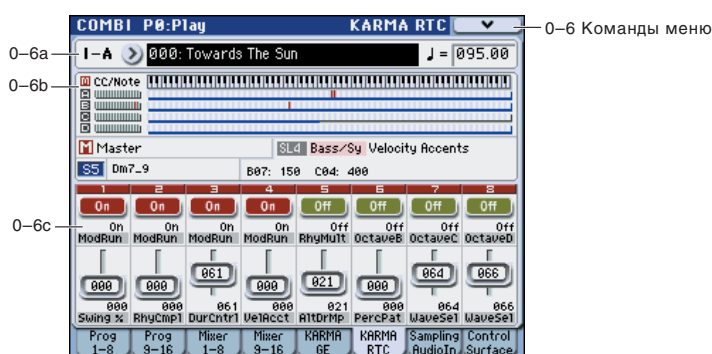 COMBI P0:Play KARMA RTC
0–6 Команды меню
0–6a
I-A 000: Towards The Sun ♩= 095.00
0–6b
M CC/Note
A
B
C
D
M Master SL4 Bass/Sy Velocity Accents
S5 Dm7_9 B07: 150 C04: 400
1 2 3 4 5 6 7 8
On On On On Off Off Off Off
0–6c
On On On On Off Off Off Off
ModRun ModRun ModRun ModRun RhyMult OctaveB OctaveC OctaveD
000 000 061 000 021 000 064 066
000 000 061 000 021 000 064 066
Swing % RhyCmpl DurCntrl VelAcct AltDrMp PercPat WaveSel WaveSel
Prog Prog Mixer Mixer KARMA KARMA Sampling Control
1-8 9-16 1-8 9-16 GE RTC AudioIn Surface